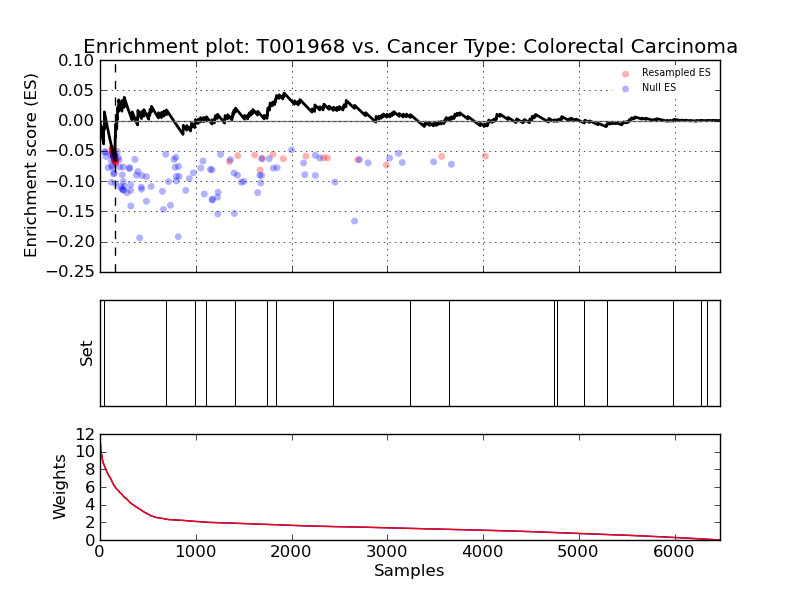 Enrichment plot: T001968 vs. Cancer Type: Colorectal Carcinoma
Enrichment score (ES)
0.10
0.05
0.00
−0.05
−0.10
−0.15
−0.20
−0.25
Resampled ES
Null ES
Set
Weights
12
10
8
6
4
2
0
0 1000 2000 3000 4000 5000 6000
Samples